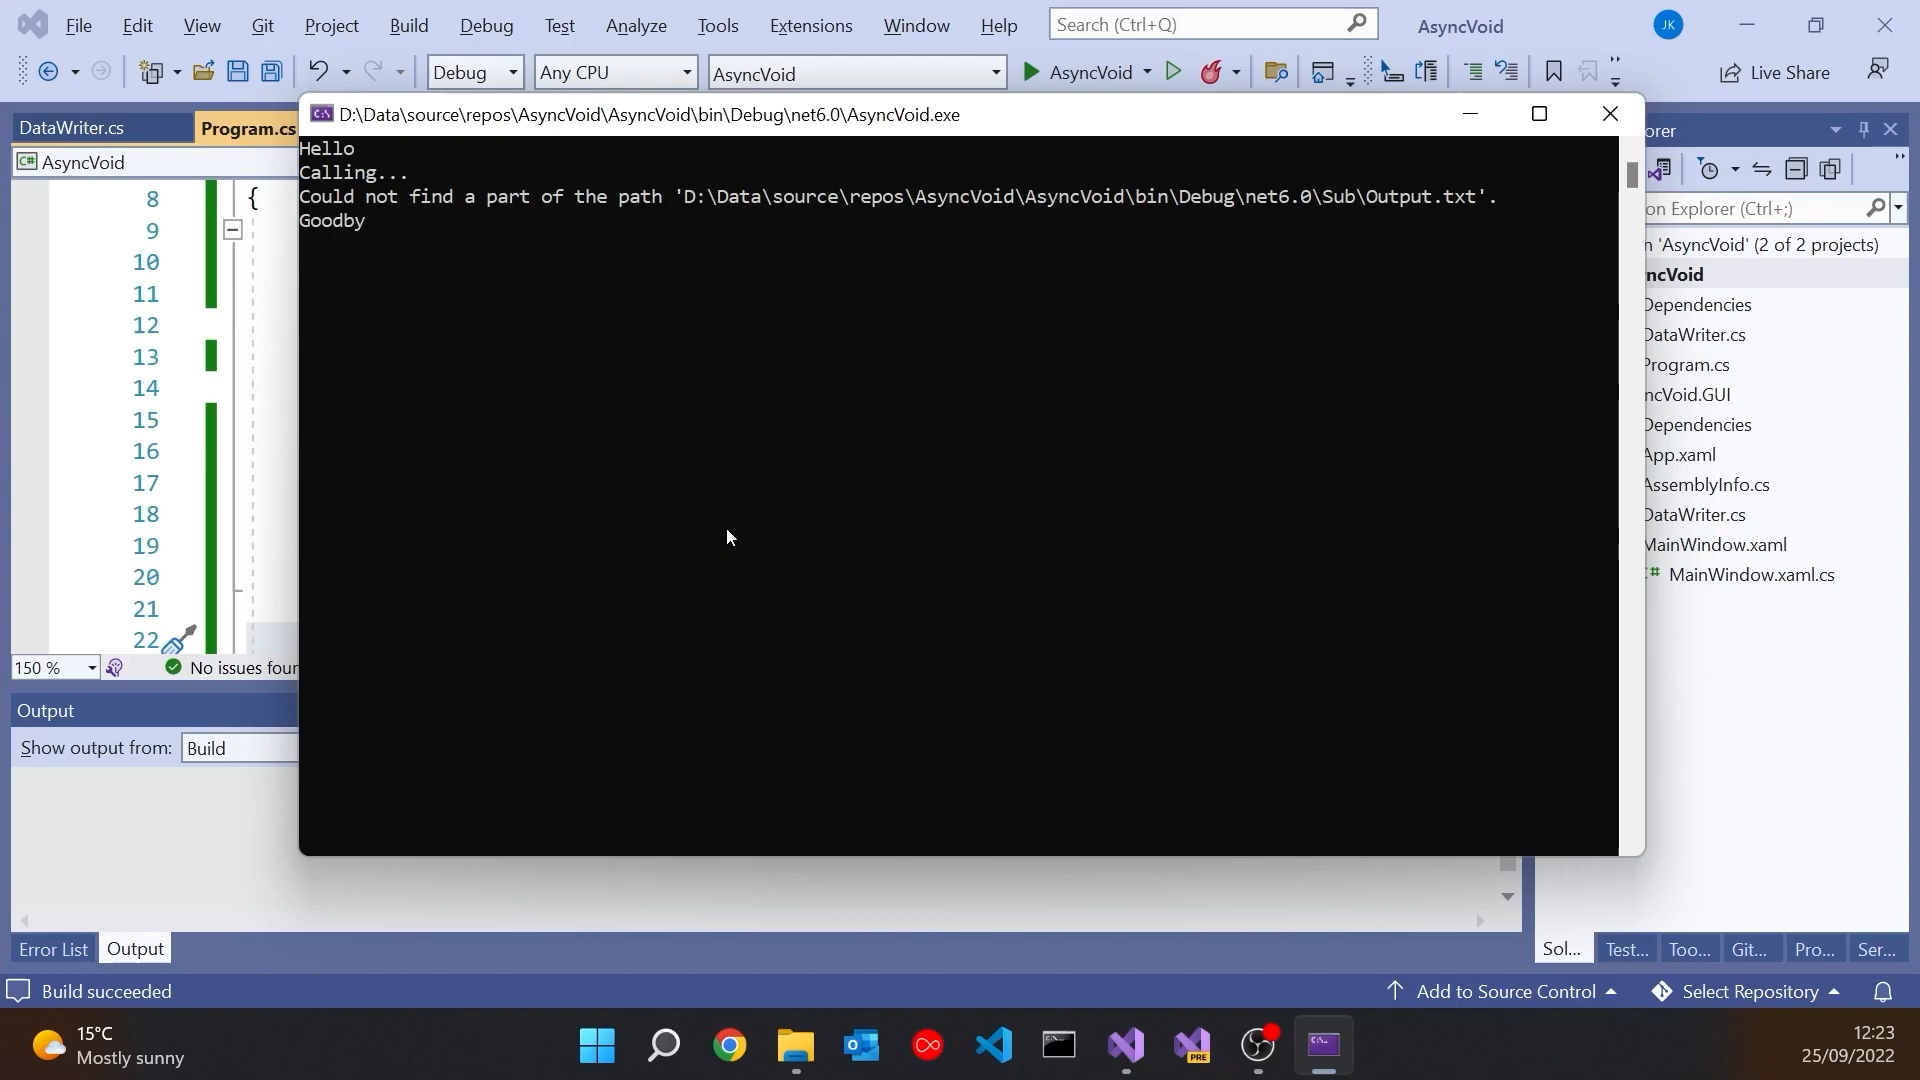 File Edit View Git Project Build Debug Test Analyze Tools Extensions Window Help Search (Ctrl+Q) AsyncVoid JK
Debug Any CPU AsyncVoid AsyncVoid Live Share
DataWriter.cs Program.cs
AsyncVoid
D:\Data\source\repos\AsyncVoid\AsyncVoid\bin\Debug\net6.0\AsyncVoid.exe
Hello
Calling...
Could not find a part of the path 'D:\Data\source\repos\AsyncVoid\AsyncVoid\bin\Debug\net6.0\Sub\Output.txt'.
Goodby
8 {
9
10
11
12
13
14
15
16
17
18
19
20
21
22
150 % No issues foun
orer
on Explorer (Ctrl+;)
n 'AsyncVoid' (2 of 2 projects)
ncVoid
Dependencies
DataWriter.cs
Program.cs
ncVoid.GUI
Dependencies
App.xaml
AssemblyInfo.cs
DataWriter.cs
MainWindow.xaml
MainWindow.xaml.cs
Output
Show output from: Build
Error List Output
Sol... Test... Too... Git... Pro... Ser...
Build succeeded Add to Source Control Select Repository
15°C
Mostly sunny
PRE
12:23
25/09/2022